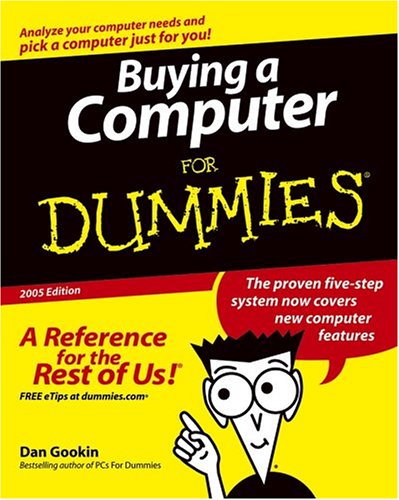 Analyze your computer needs and
pick a computer just for you!
Buying a
Computer
FOR
DUMMIES®
2005 Edition
The proven five-step
system now covers
new computer
features
A Reference
for the
Rest of Us!®
FREE eTips at dummies.com®
Dan Gookin
Bestselling author of PCs For Dummies